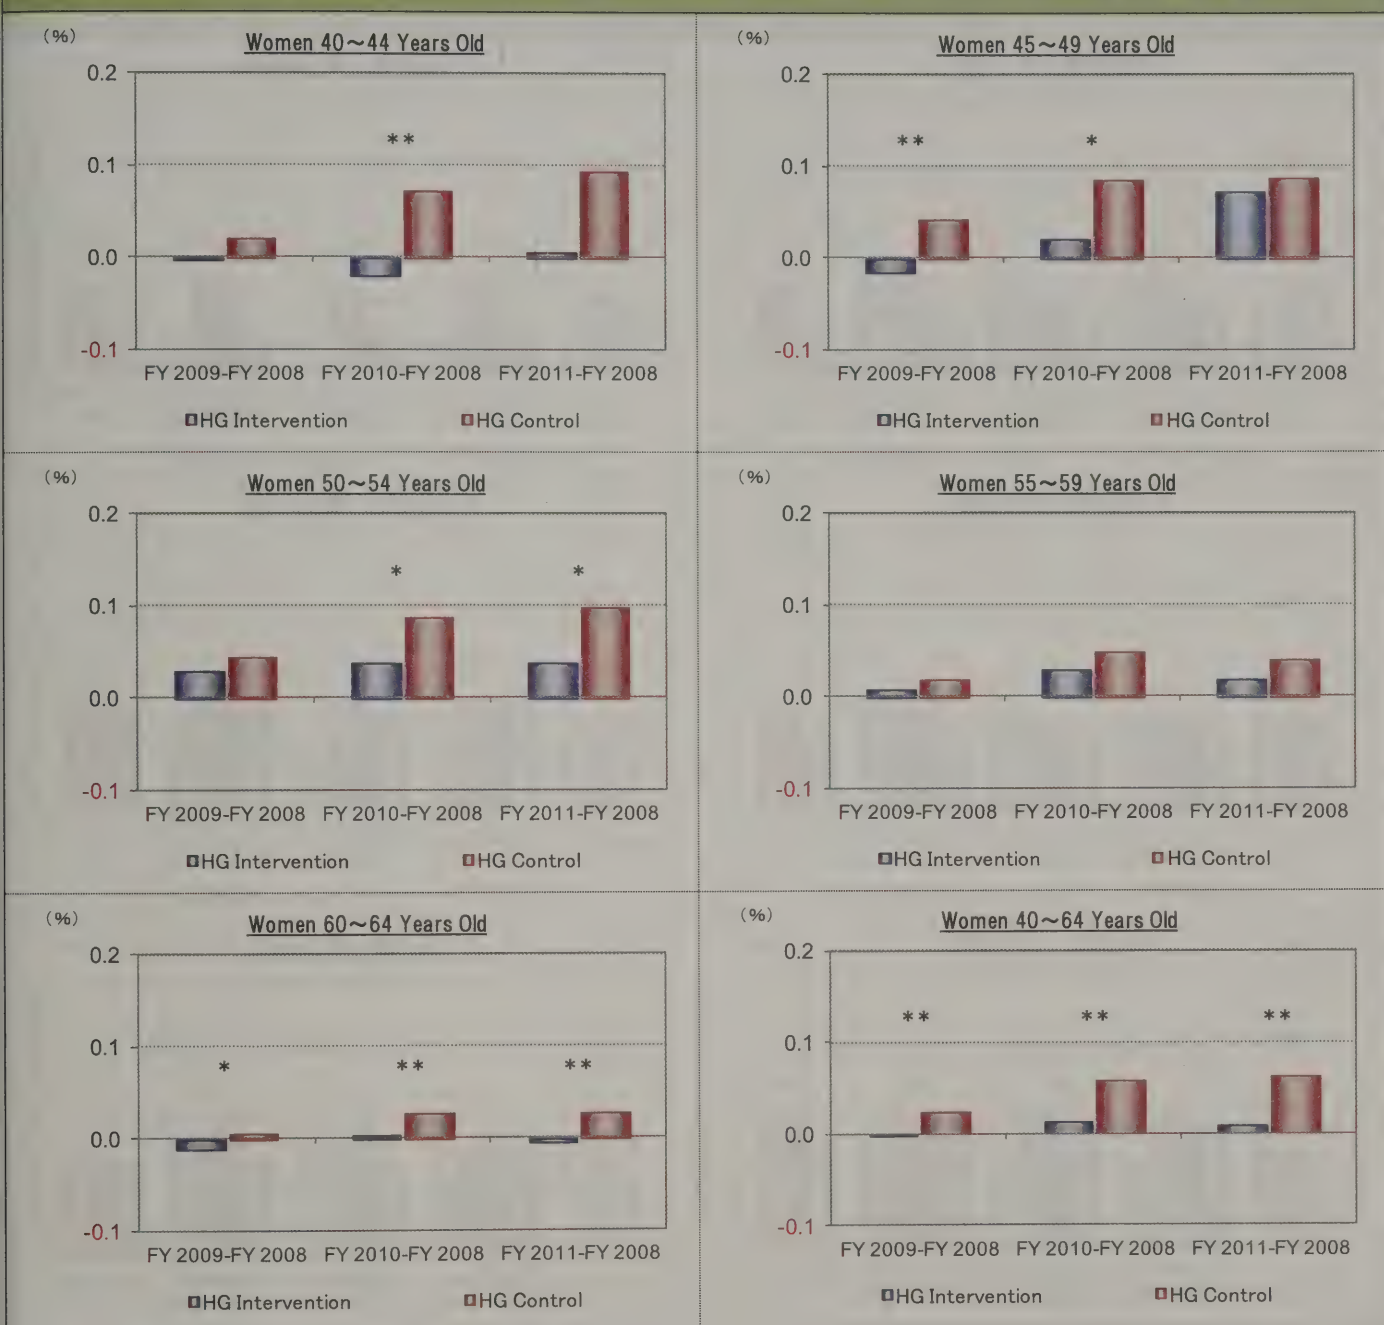 (%)
Women 40~44 Years Old
0.2
**
0.1
0.0
-0.1
FY 2009-FY 2008 FY 2010-FY 2008 FY 2011-FY 2008
HG Intervention HG Control
(%)
Women 45~49 Years Old
0.2
** *
0.1
0.0
-0.1
FY 2009-FY 2008 FY 2010-FY 2008 FY 2011-FY 2008
HG Intervention HG Control
(%)
Women 50~54 Years Old
0.2
* *
0.1
0.0
-0.1
FY 2009-FY 2008 FY 2010-FY 2008 FY 2011-FY 2008
HG Intervention HG Control
(%)
Women 55~59 Years Old
0.2
0.1
0.0
-0.1
FY 2009-FY 2008 FY 2010-FY 2008 FY 2011-FY 2008
HG Intervention HG Control
(%)
Women 60~64 Years Old
0.2
0.1
* ** **
0.0
-0.1
FY 2009-FY 2008 FY 2010-FY 2008 FY 2011-FY 2008
HG Intervention HG Control
(%)
Women 40~64 Years Old
0.2
** ** **
0.1
0.0
-0.1
FY 2009-FY 2008 FY 2010-FY 2008 FY 2011-FY 2008
HG Intervention HG Control